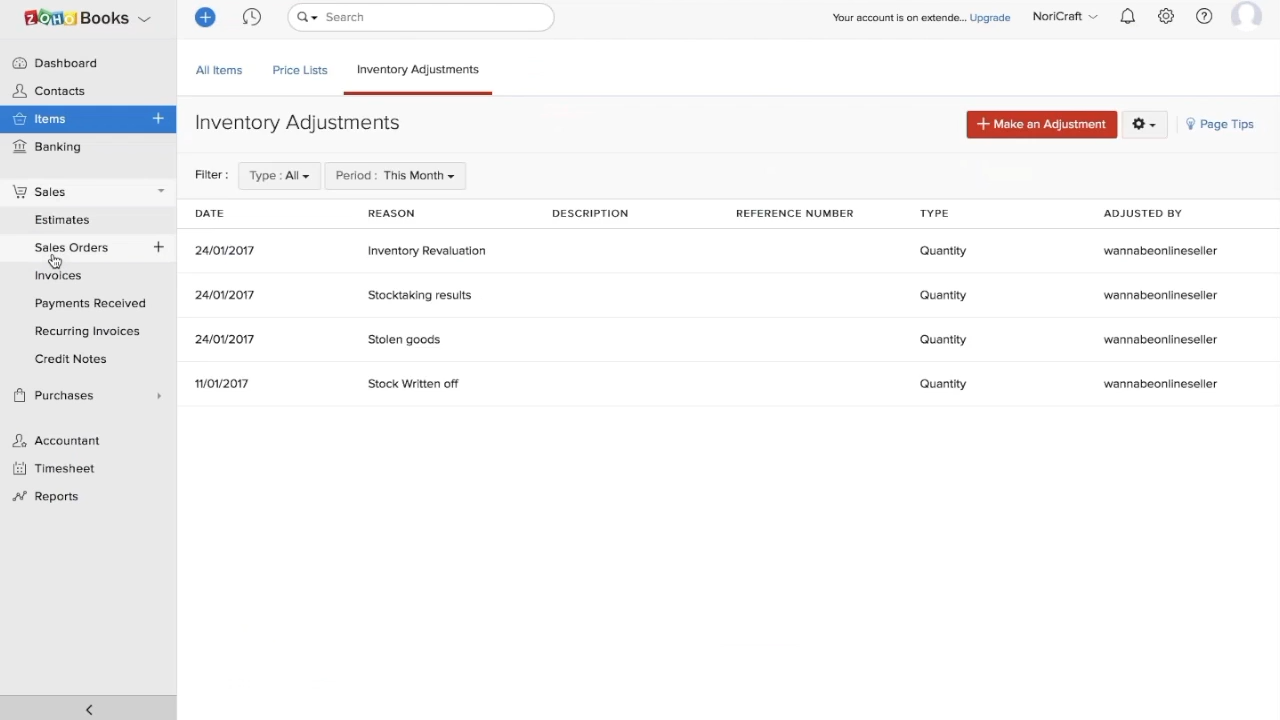 ZOHO Books
Search
Your account is on extende... Upgrade
NoriCraft
Dashboard
Contacts
Items
Banking
Sales
Estimates
Sales Orders
Invoices
Payments Received
Recurring Invoices
Credit Notes
Purchases
Accountant
Timesheet
Reports
All Items Price Lists Inventory Adjustments
Inventory Adjustments
+ Make an Adjustment
Page Tips
Filter : Type : All Period : This Month
DATE REASON DESCRIPTION REFERENCE NUMBER TYPE ADJUSTED BY
24/01/2017 Inventory Revaluation Quantity wannabeonlineseller
24/01/2017 Stocktaking results Quantity wannabeonlineseller
24/01/2017 Stolen goods Quantity wannabeonlineseller
11/01/2017 Stock Written off Quantity wannabeonlineseller